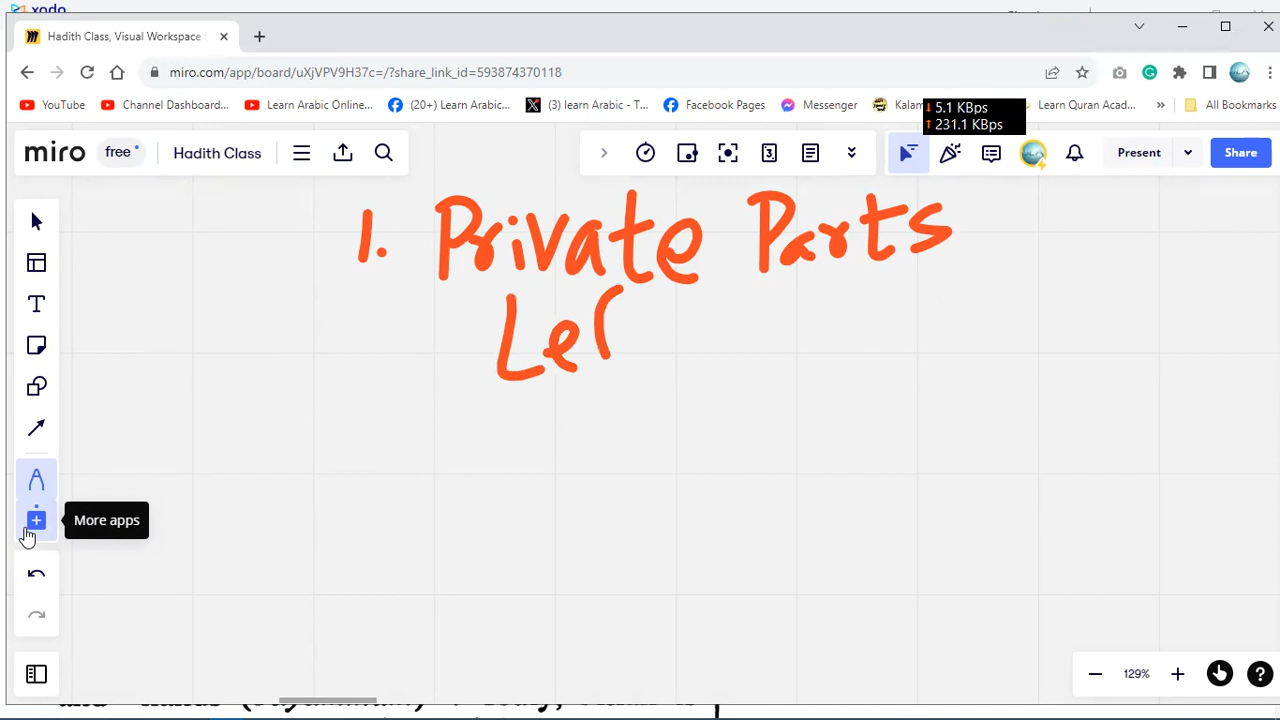 xodo
Hadith Class, Visual Workspace
miro.com/app/board/uXjVPV9H37c=/?share_link_id=593874370118
YouTube
Channel Dashboard...
Learn Arabic Online...
(20+) Learn Arabic...
(3) learn Arabic - T...
Facebook Pages
Messenger
Kalam
Learn Quran Acad...
»
All Bookmarks
5.1 KBps
231.1 KBps
miro
free
Hadith Class
3
Present
Share
1. Private Parts
Lef
More apps
129%